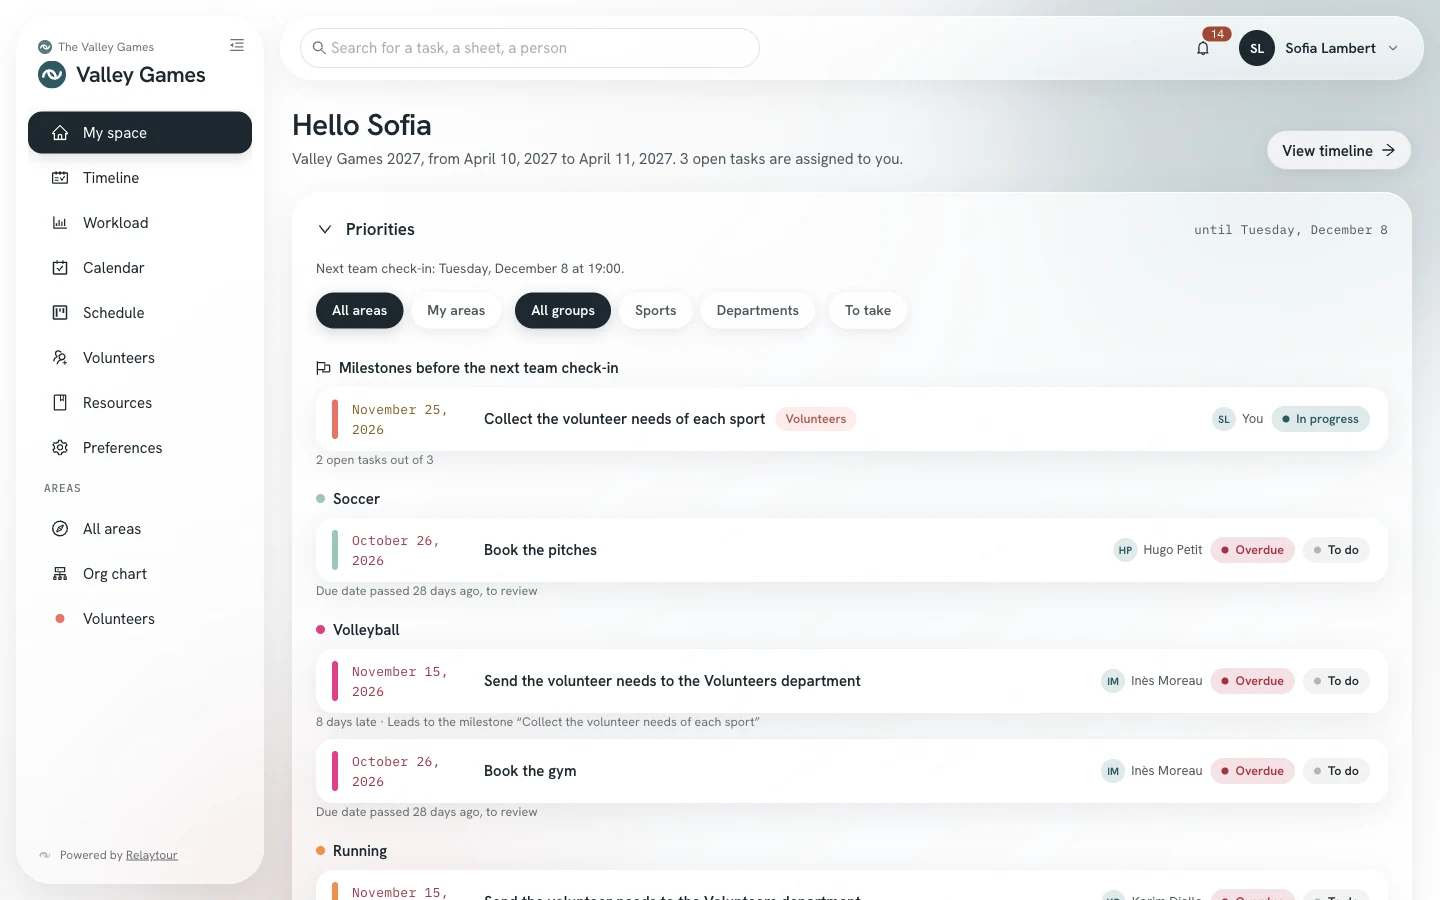 The Valley Games
Valley Games
My space
Timeline
Workload
Calendar
Schedule
Volunteers
Resources
Preferences
AREAS
All areas
Org chart
Volunteers
Powered by Relaytour
Search for a task, a sheet, a person
14
SL
Sofia Lambert
Hello Sofia
Valley Games 2027, from April 10, 2027 to April 11, 2027. 3 open tasks are assigned to you.
View timeline
Priorities
until Tuesday, December 8
Next team check-in: Tuesday, December 8 at 19:00.
All areas
My areas
All groups
Sports
Departments
To take
Milestones before the next team check-in
November 25,
2026
Collect the volunteer needs of each sport
Volunteers
SL
You
In progress
2 open tasks out of 3
Soccer
October 26,
2026
Book the pitches
HP
Hugo Petit
Overdue
To do
Due date passed 28 days ago, to review
Volleyball
November 15,
2026
Send the volunteer needs to the Volunteers department
IM
Inès Moreau
Overdue
To do
8 days late · Leads to the milestone “Collect the volunteer needs of each sport”
October 26,
2026
Book the gym
IM
Inès Moreau
Overdue
To do
Due date passed 28 days ago, to review
Running
November 15,
Send the volunteer needs to the Volunteers department